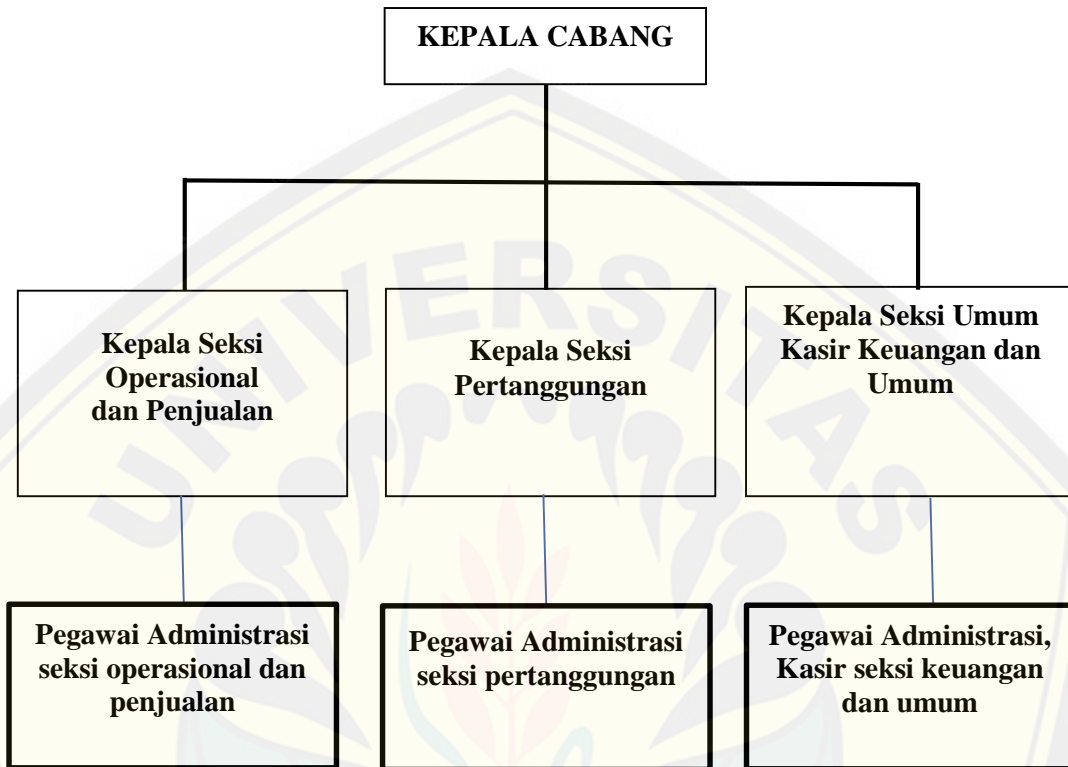 KEPALA CABANG
UNIVERSITAS
Kepala Seksi
Operasional
dan Penjualan
Kepala Seksi
Pertanggungan
Kepala Seksi Umum
Kasir Keuangan dan
Umum
Pegawai Administrasi
seksi operasional dan
penjualan
Pegawai Administrasi
seksi pertanggungan
Pegawai Administrasi,
Kasir seksi keuangan
dan umum